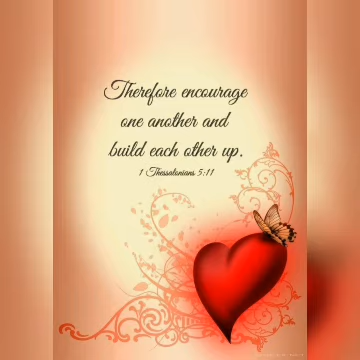 Therefore encourage
one another and
build each other up.
1 Thessalonians 5:11